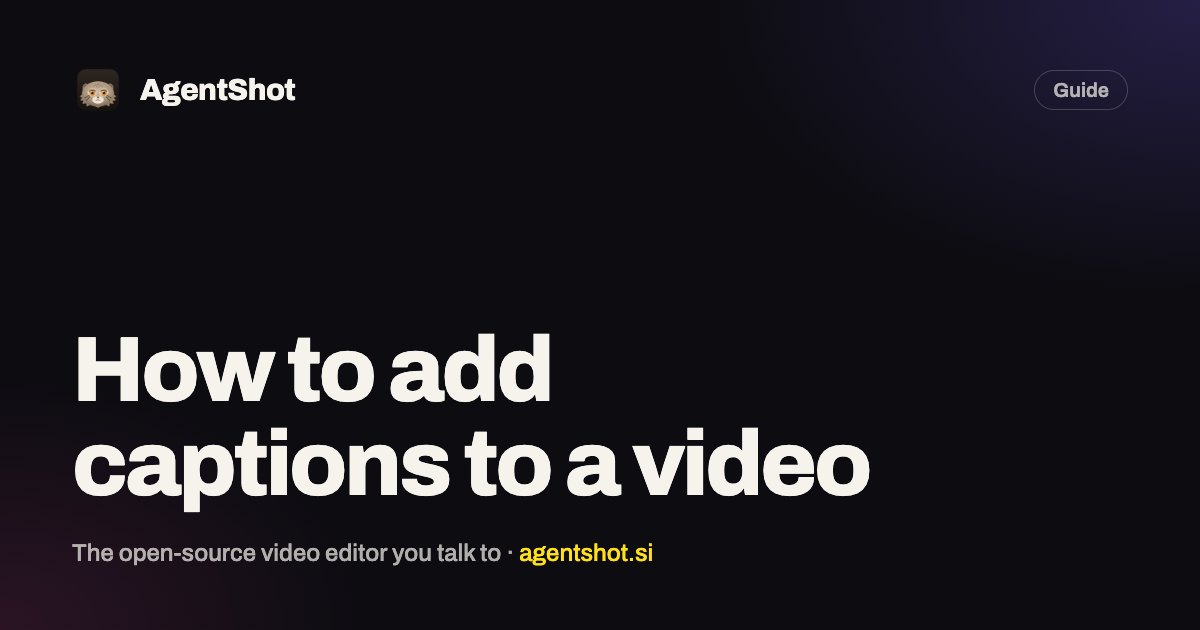 AgentShot
Guide
How to add
captions to a video
The open-source video editor you talk to · agentshot.si